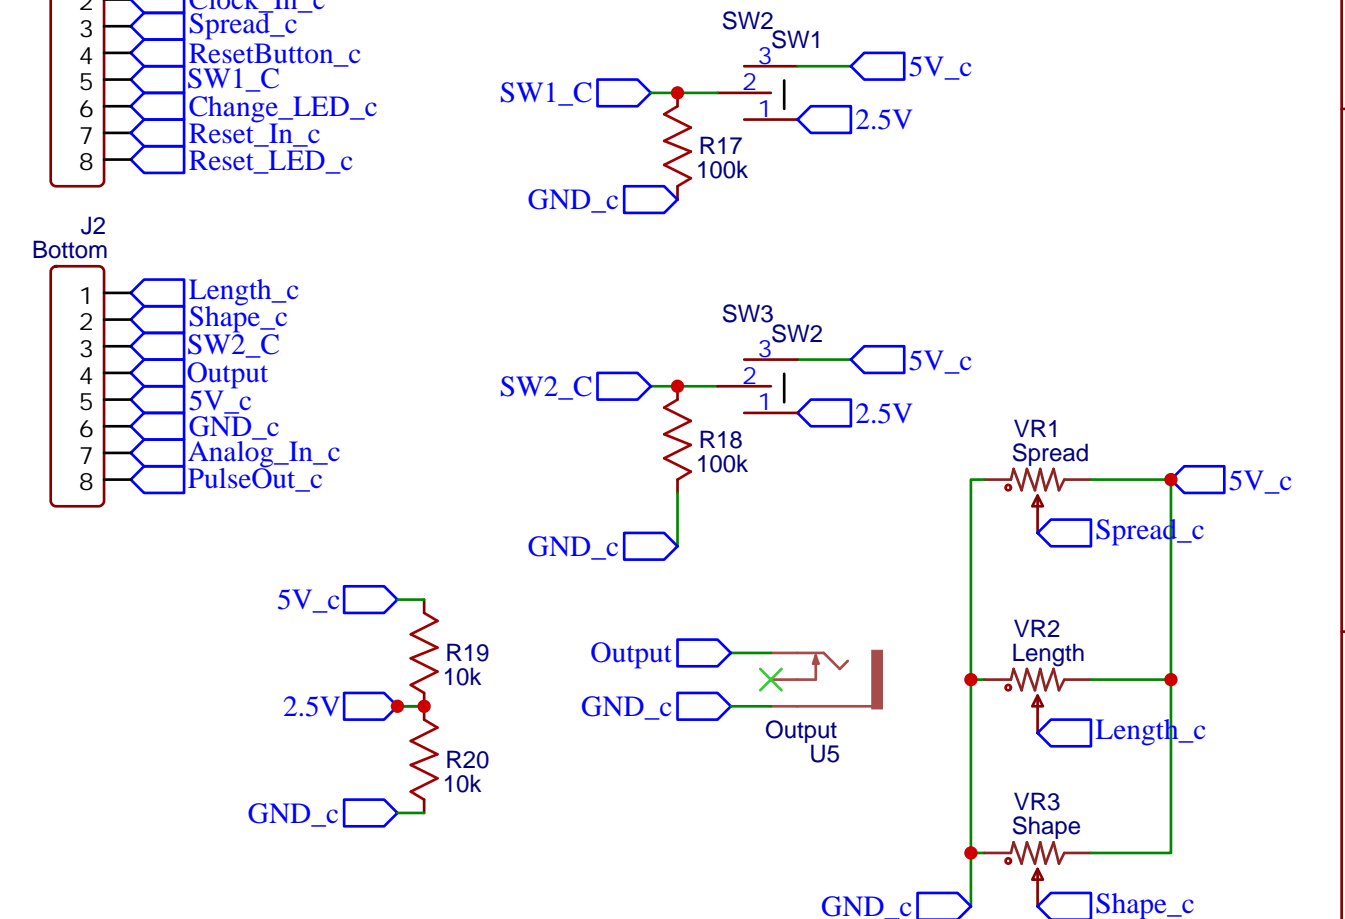 2 Clock_In_c
3 Spread_c
4 ResetButton_c
5 SW1_C
6 Change_LED_c
7 Reset_In_c
8 Reset_LED_c
J2
Bottom
1 Length_c
2 Shape_c
3 SW2_C
4 Output
5 5V_c
6 GND_c
7 Analog_In_c
8 PulseOut_c
SW2
SW1
3 5V_c
SW1_C 2
1 2.5V
R17
100k
GND_c
SW3
SW2
3 5V_c
SW2_C 2
1 2.5V
R18
100k
GND_c
5V_c
R19
10k
2.5V
R20
10k
GND_c
Output
GND_c
Output
U5
VR1
Spread
5V_c
Spread_c
VR2
Length
Length_c
VR3
Shape
GND_c
Shape_c